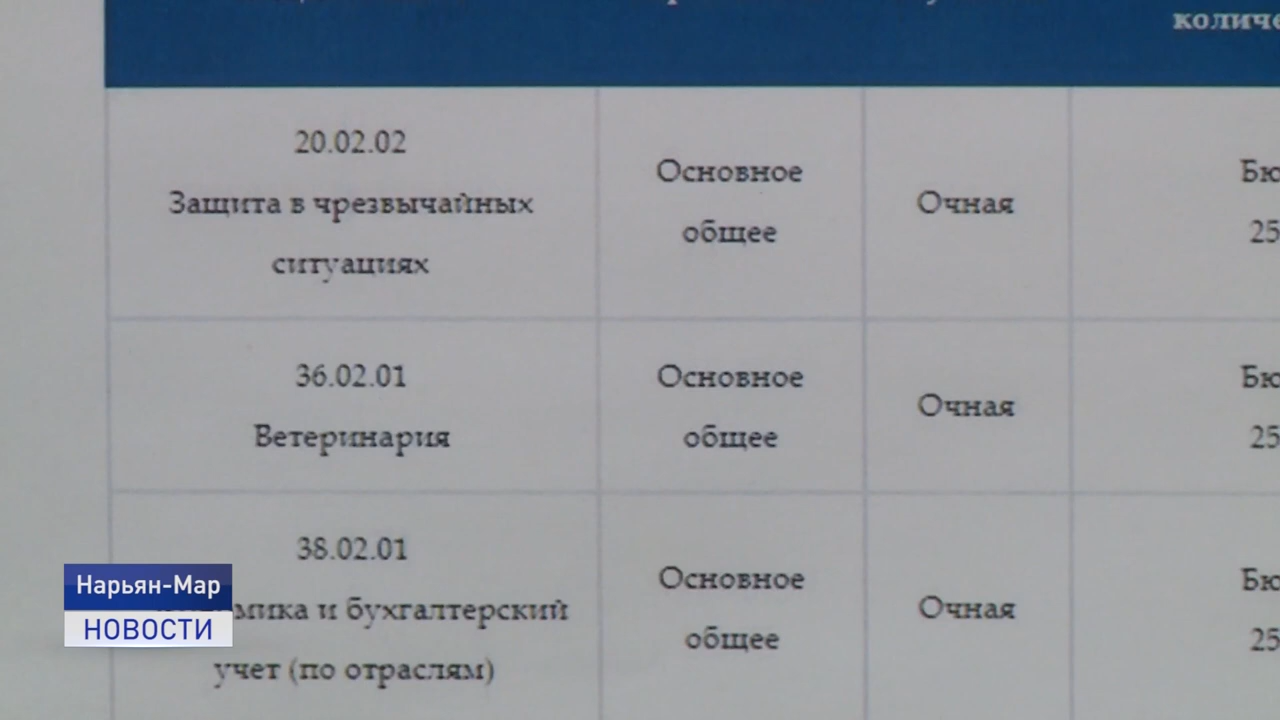 количе
20.02.02
Защита в чрезвычайных
ситуациях
Основное
общее
Очная
Бю
25
36.02.01
Ветеринария
Основное
общее
Очная
Бю
25
38.02.01
и бухгалтерский
учет (по отраслям)
Основное
общее
Очная
Бю
25
Нарьян-Мар
НОВОСТИ